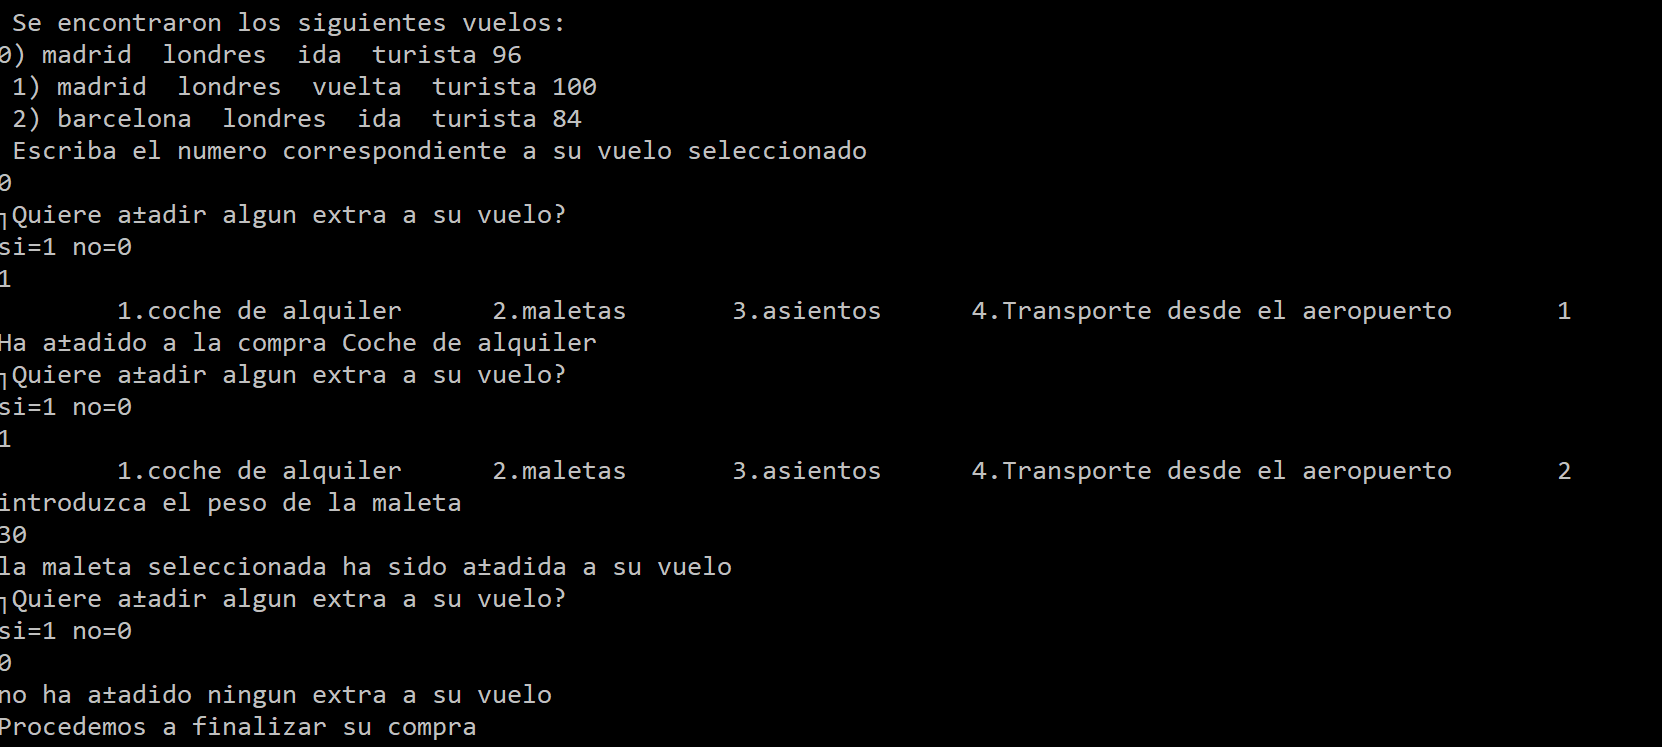 Se encontraron los siguientes vuelos:
0) madrid  londres  ida  turista 96
1) madrid  londres  vuelta  turista 100
2) barcelona  londres  ida  turista 84
Escriba el numero correspondiente a su vuelo seleccionado
0
┐Quiere a±adir algun extra a su vuelo?
si=1 no=0
1
1.coche de alquiler      2.maletas       3.asientos      4.Transporte desde el aeropuerto       1
Ha a±adido a la compra Coche de alquiler
┐Quiere a±adir algun extra a su vuelo?
si=1 no=0
1
1.coche de alquiler      2.maletas       3.asientos      4.Transporte desde el aeropuerto       2
introduzca el peso de la maleta
30
la maleta seleccionada ha sido a±adida a su vuelo
┐Quiere a±adir algun extra a su vuelo?
si=1 no=0
0
no ha a±adido ningun extra a su vuelo
Procedemos a finalizar su compra